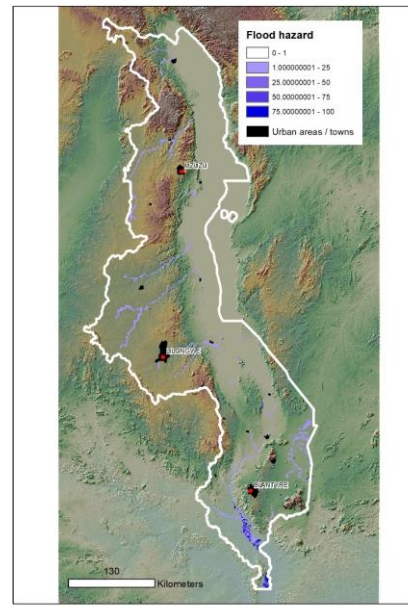 Flood hazard
0 - 1
1.000000001 - 25
25.00000001 - 50
50.00000001 - 75
75.00000001 - 100
Urban areas / towns
MZUZU
LILONGWE
BLANTYRE
130
Kilometers